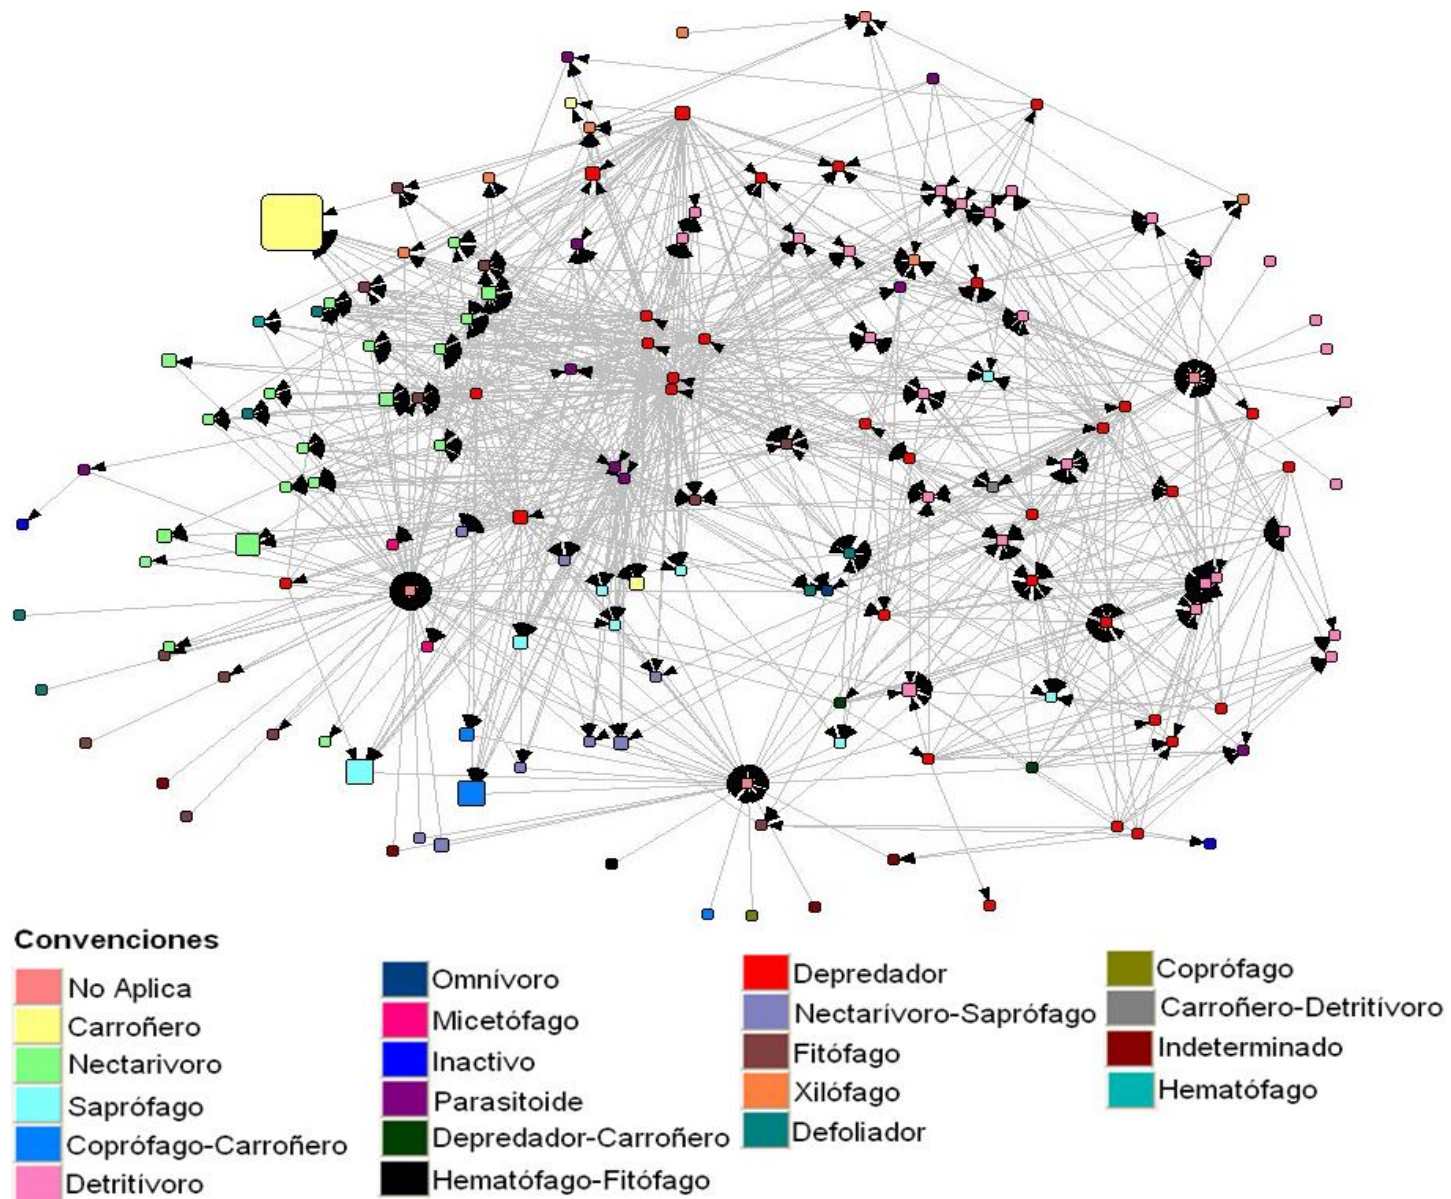 Convenciones
No Aplica
Carroñero
Nectarivoro
Saprófago
Coprófago-Carroñero
Detritívoro
Omnívoro
Micetófago
Inactivo
Parasitoide
Depredador-Carroñero
Hematófago-Fitófago
Depredador
Nectarívoro-Saprófago
Fitófago
Xilófago
Defoliador
Coprófago
Carroñero-Detritívoro
Indeterminado
Hematófago